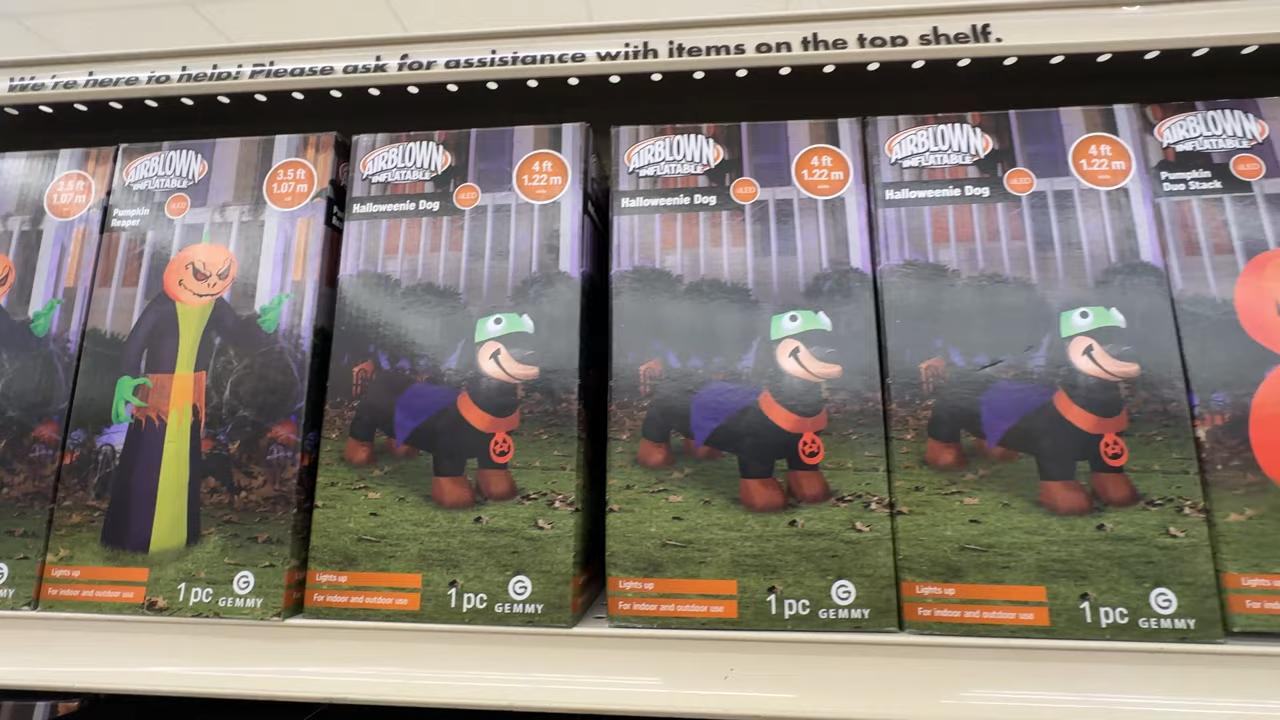 We're here to help! Please ask for assistance with items on the top shelf.
3.5 ft
1.07 m
AIRBLOWN
INFLATABLE
Pumpkin
Reaper
LED
3.5 ft
1.07 m
Lights up
For indoor and outdoor use
1 pc
GEMMY
AIRBLOWN
INFLATABLE
Halloweenie Dog
LED
4 ft
1.22 m
Lights up
For indoor and outdoor use
1 pc
GEMMY
AIRBLOWN
INFLATABLE
Halloweenie Dog
LED
4 ft
1.22 m
Lights up
For indoor and outdoor use
1 pc
GEMMY
AIRBLOWN
INFLATABLE
Halloweenie Dog
LED
4 ft
1.22 m
Lights up
For indoor and outdoor use
1 pc
GEMMY
AIRBLOWN
INFLATABLE
Pumpkin
Duo Stack
LED
Lights up